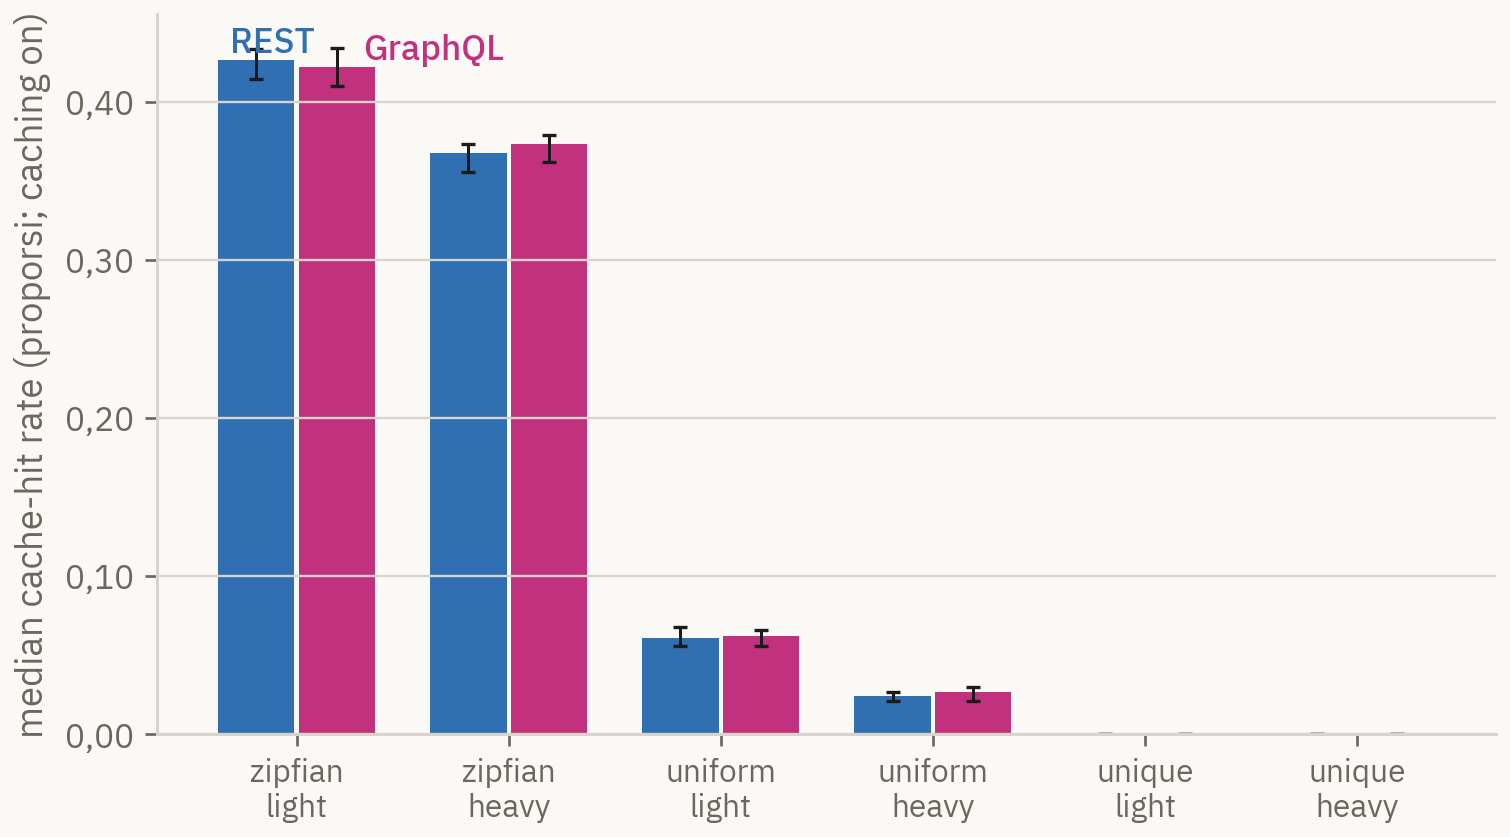 median cache-hit rate (proporsi; caching on)
REST
GraphQL
0,40
0,30
0,20
0,10
0,00
zipfian
light
zipfian
heavy
uniform
light
uniform
heavy
unique
light
unique
heavy